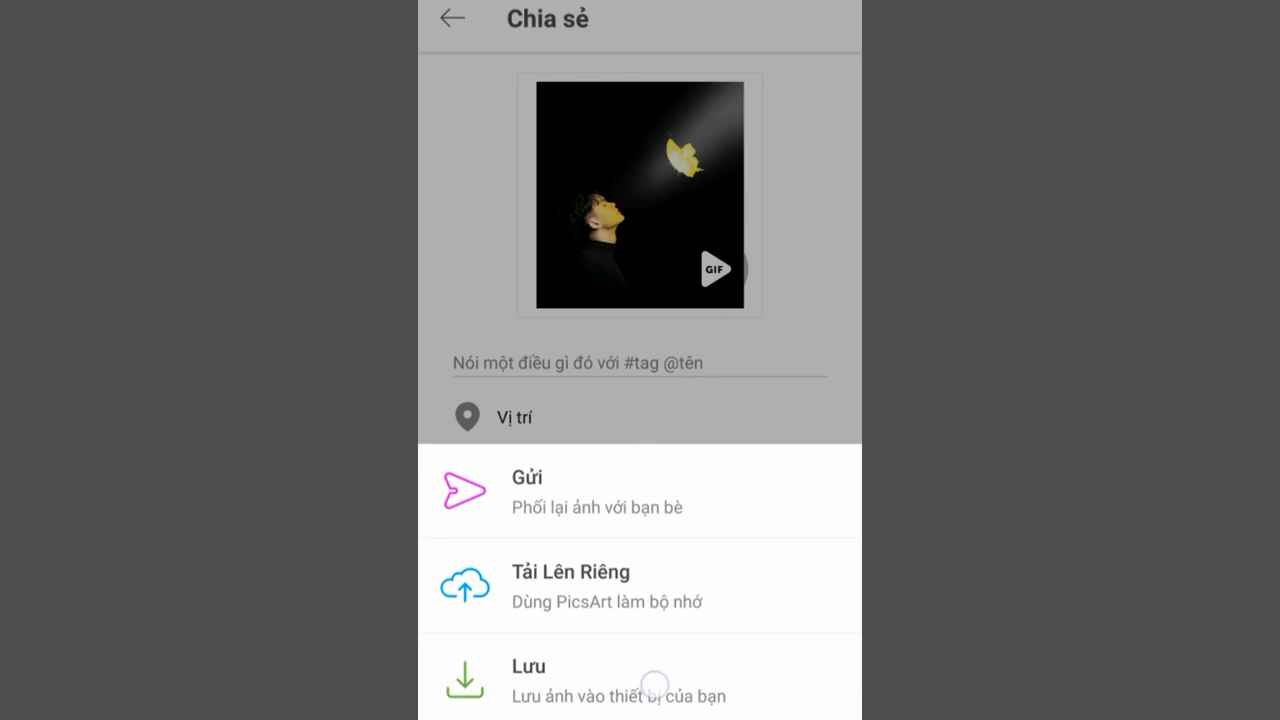 Chia sẻ
GIF
Nói một điều gì đó với #tag @tên
Vị trí
Gửi
Phối lại ảnh với bạn bè
Tải Lên Riêng
Dùng PicsArt làm bộ nhớ
Lưu
Lưu ảnh vào thiết bị của bạn